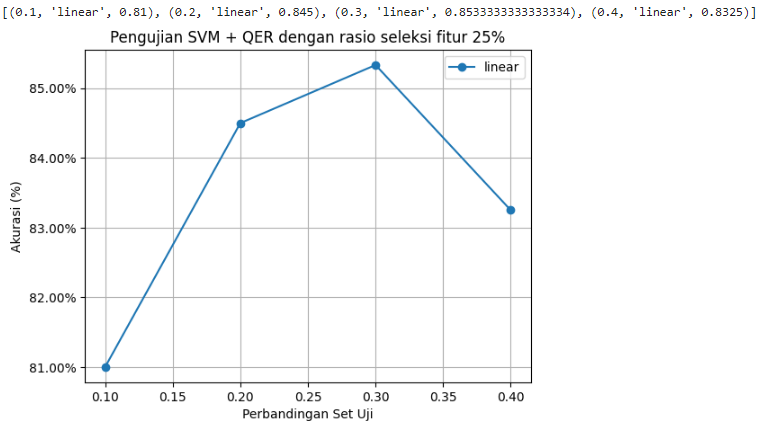 [(0.1, 'linear', 0.81), (0.2, 'linear', 0.845), (0.3, 'linear', 0.8533333333333334), (0.4, 'linear', 0.8325)]
Pengujian SVM + QER dengan rasio seleksi fitur 25%
linear
85.00%
84.00%
83.00%
82.00%
81.00%
Akurasi (%)
0.10 0.15 0.20 0.25 0.30 0.35 0.40
Perbandingan Set Uji